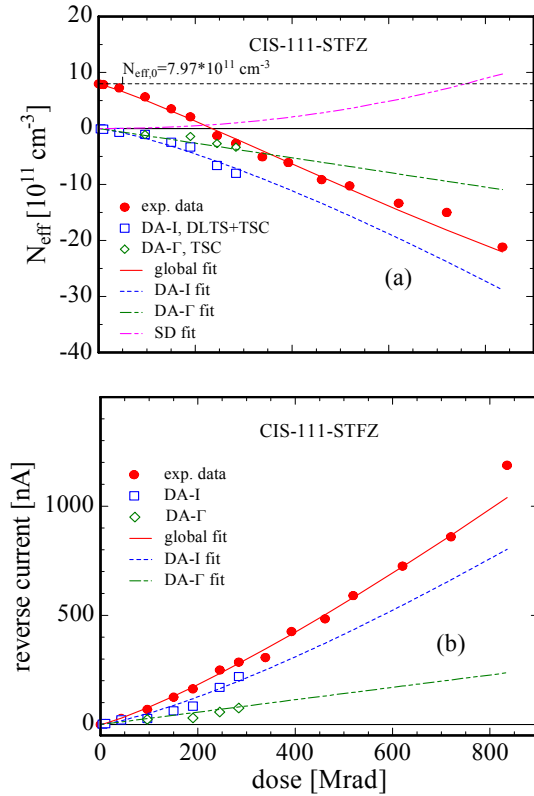 20
10
0
-10
-20
-30
-40
N_eff [10^11 cm^-3]
CIS-111-STFZ
N_eff,0=7.97*10^11 cm^-3
exp. data
DA-I, DLTS+TSC
DA-Γ, TSC
global fit
DA-I fit
DA-Γ fit
SD fit
(a)
CIS-111-STFZ
exp. data
DA-I
DA-Γ
global fit
DA-I fit
DA-Γ fit
(b)
1000
500
0
reverse current [nA]
0 200 400 600 800
dose [Mrad]